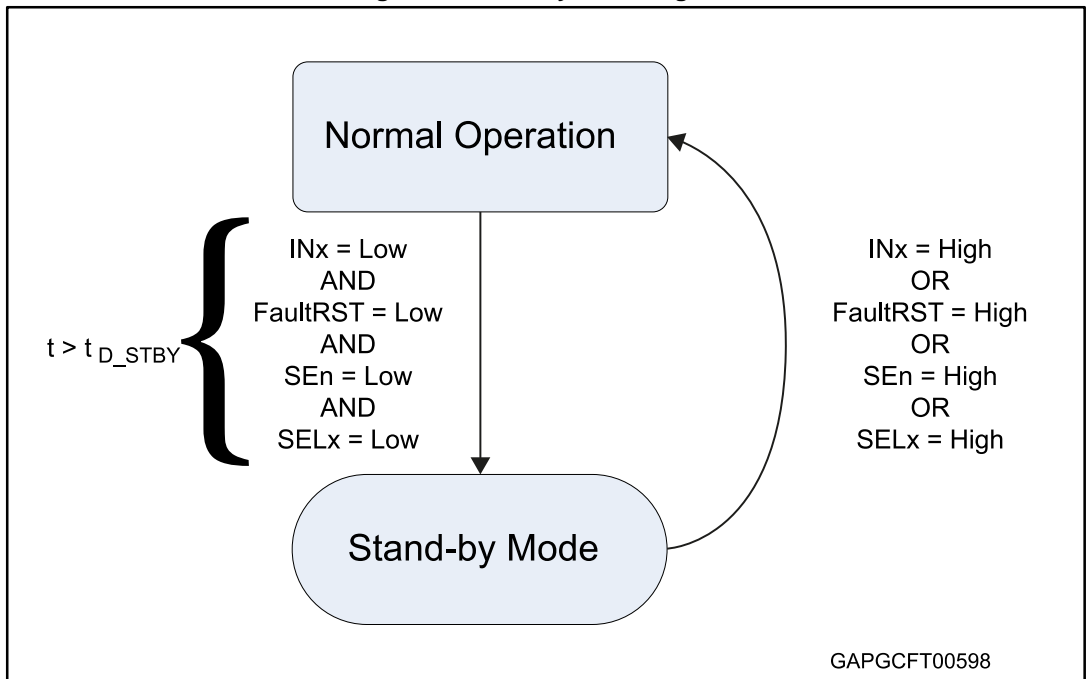 Normal Operation
INx = Low
AND
FaultRST = Low
AND
SEn = Low
AND
SELx = Low
t > t D_STBY
INx = High
OR
FaultRST = High
OR
SEn = High
OR
SELx = High
Stand-by Mode
GAPGCFT00598